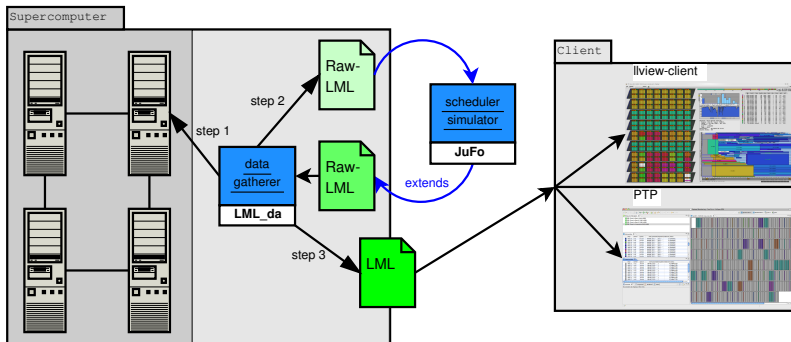 Supercomputer
Raw-
LML
step 2
step 1
scheduler
simulator
JuFo
data
gatherer
LML_da
Raw-
LML
extends
step 3
LML
Client
llview-client
PTP